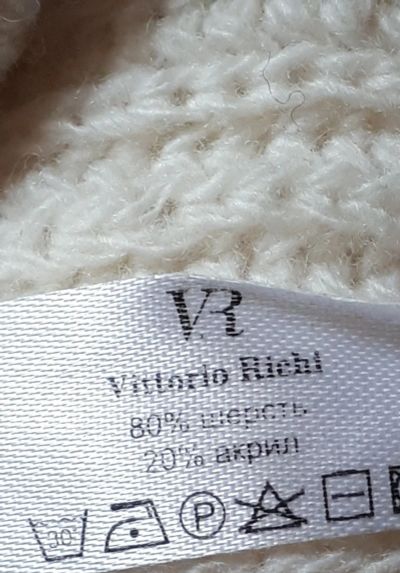 VR
Vittorio Richi
80% шерсть
20% акрил
30°
P